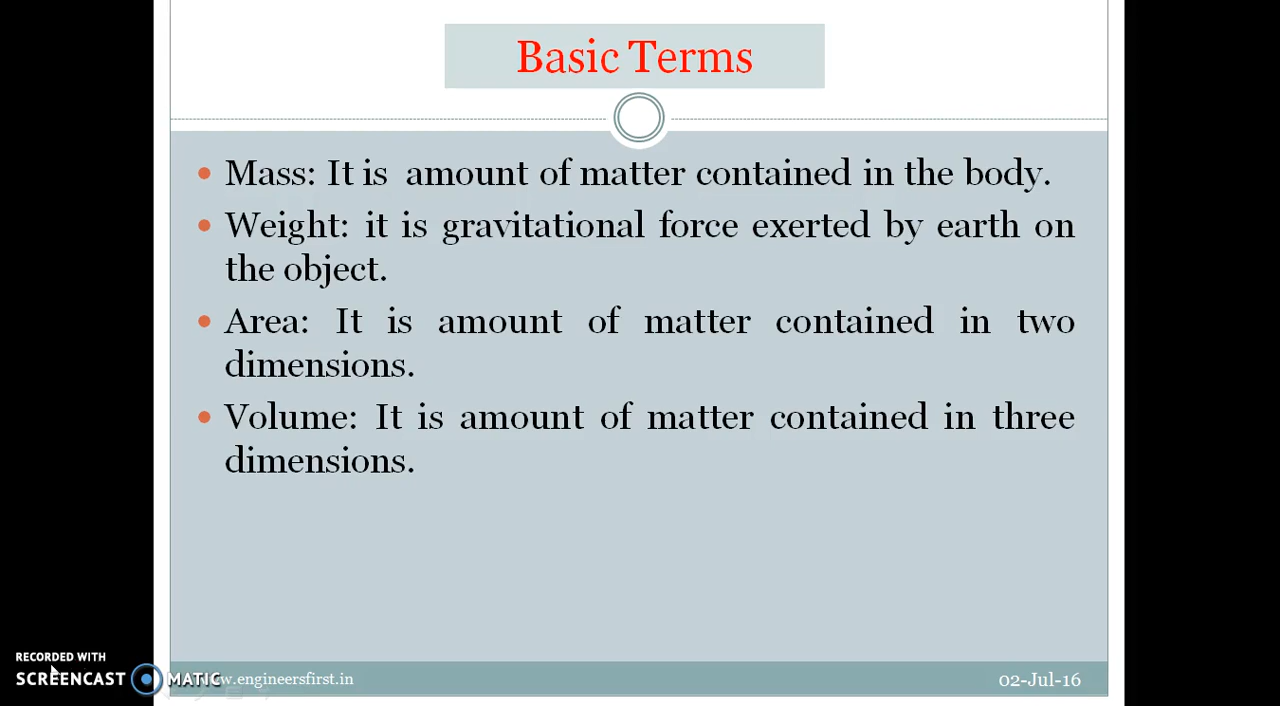 Basic Terms
Mass: It is amount of matter contained in the body.
Weight: it is gravitational force exerted by earth on
the object.
Area: It is amount of matter contained in two
dimensions.
Volume: It is amount of matter contained in three
dimensions.
RECORDED WITH
SCREENCAST MATIC
.engineersfirst.in
02-Jul-16